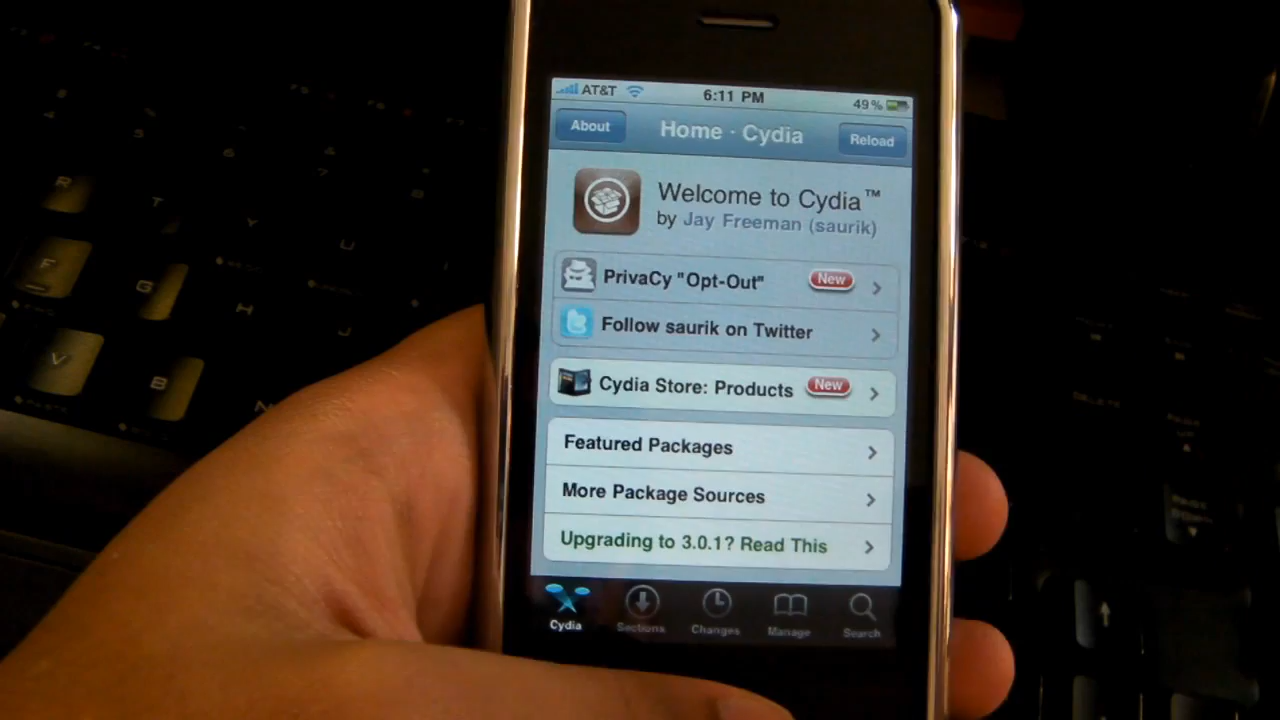 AT&T 6:11 PM 49%
About Home · Cydia Reload
Welcome to Cydia™
by Jay Freeman (saurik)
PrivaCy "Opt-Out" New
Follow saurik on Twitter
Cydia Store: Products New
Featured Packages
More Package Sources
Upgrading to 3.0.1? Read This
Cydia Sections Changes Manage Search
R T Y U
F G H J
V B N
DELETE